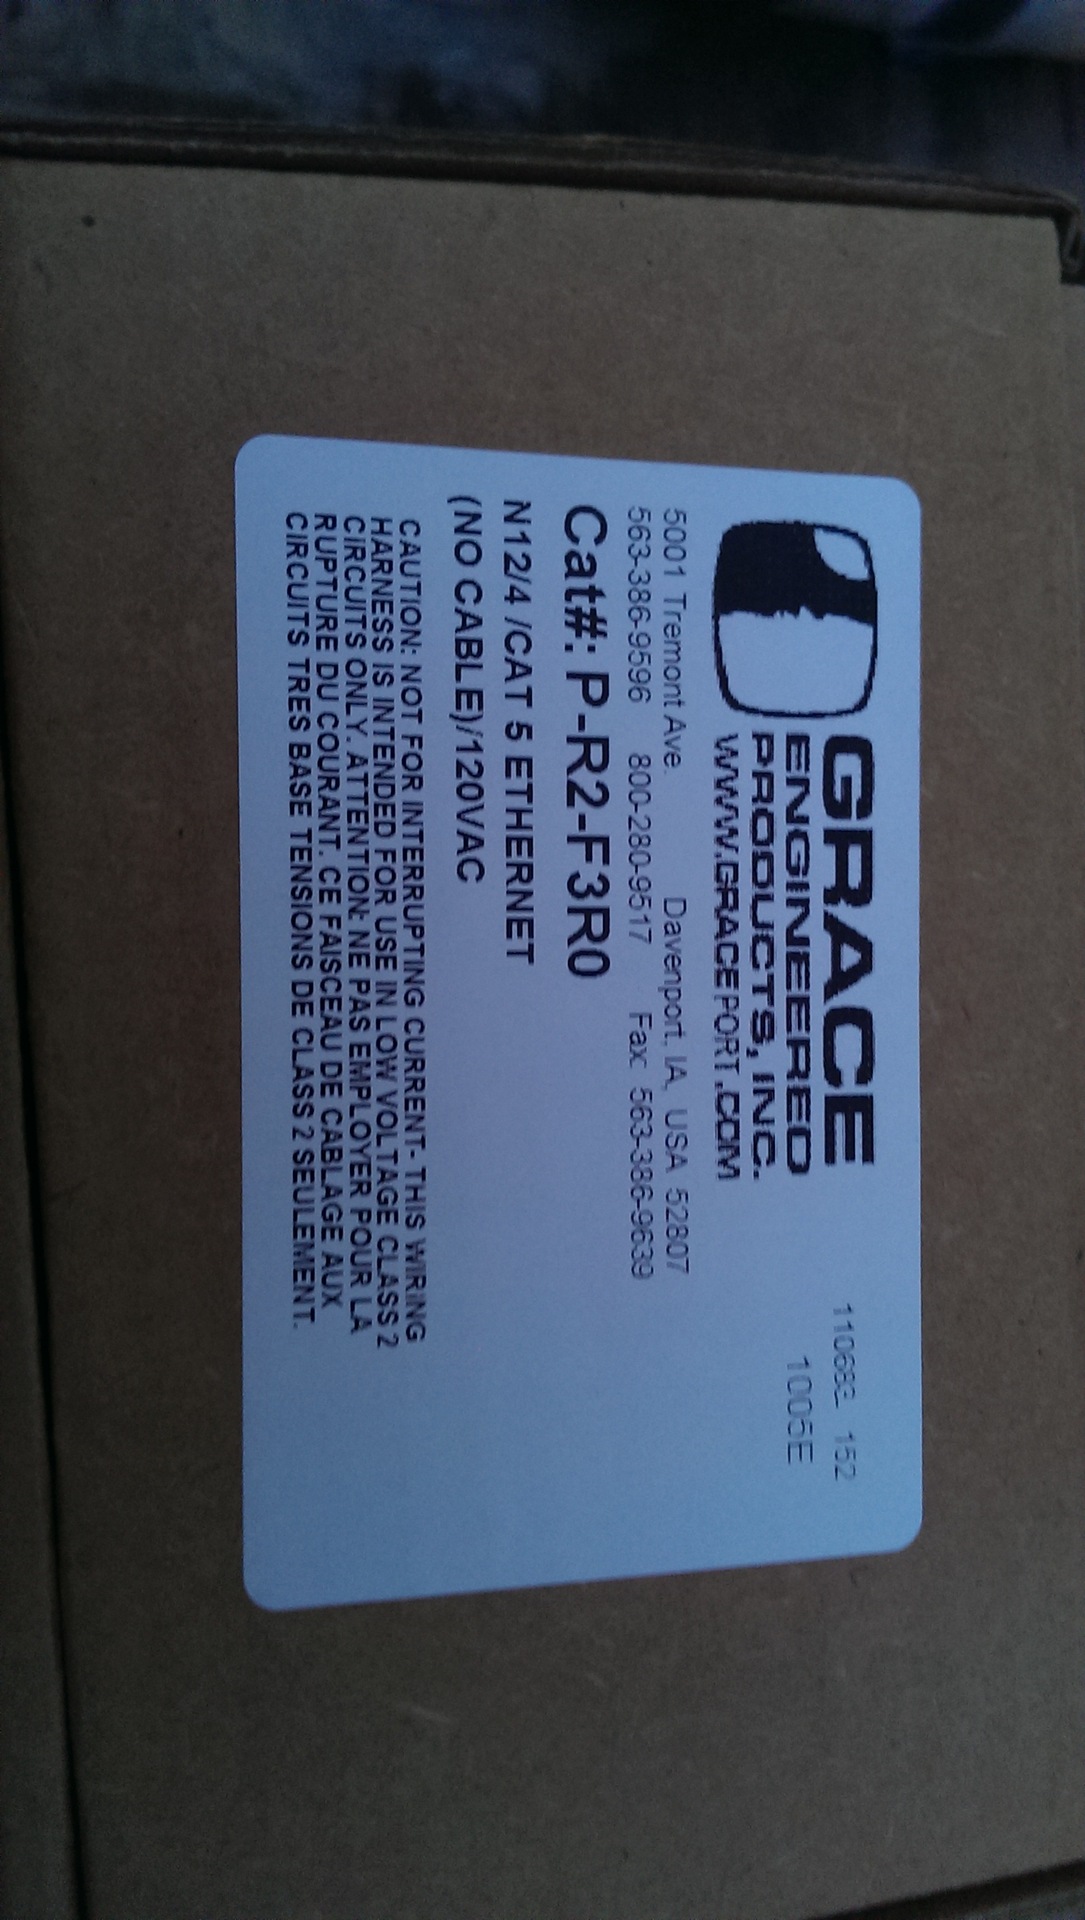 GRACE
ENGINEERED
PRODUCTS, INC.
WWW.GRACEPORT.COM
110682 152
1005E
5001 Tremont Ave. Davenport, IA, USA 52807
563-386-9596 800-280-9517 Fax: 563-386-9639
Cat#: P-R2-F3R0
N12/4 /CAT 5 ETHERNET
(NO CABLE)/120VAC
CAUTION: NOT FOR INTERRUPTING CURRENT- THIS WIRING
HARNESS IS INTENDED FOR USE IN LOW VOLTAGE CLASS 2
CIRCUITS ONLY. ATTENTION: NE PAS EMPLOYER POUR LA
RUPTURE DU COURANT. CE FAISCEAU DE CABLAGE AUX
CIRCUITS TRES BASE TENSIONS DE CLASS 2 SEULEMENT.